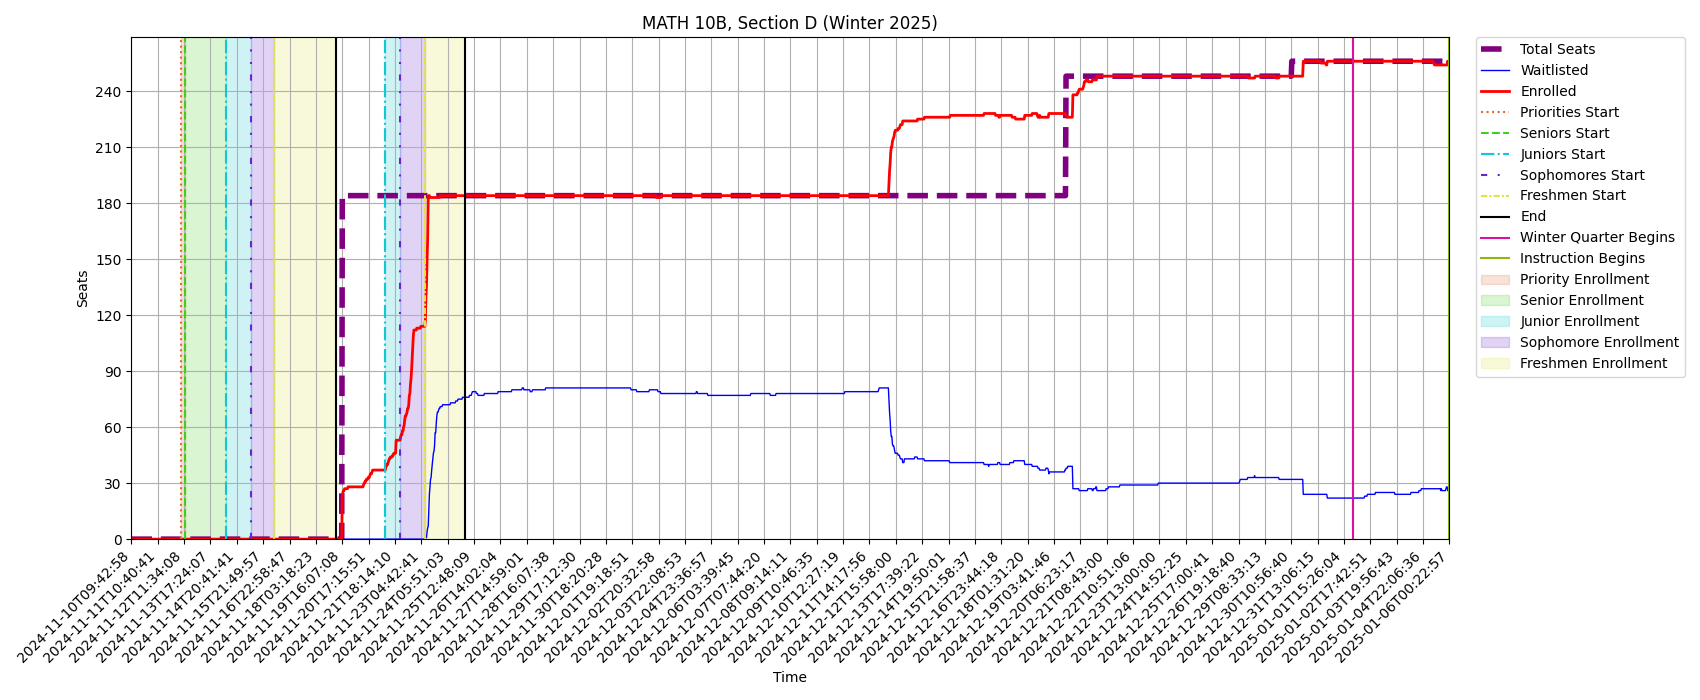 MATH 10B, Section D (Winter 2025)
Seats
240
210
180
150
120
90
60
30
0
2024-11-10T09:42:58
2024-11-11T10:40:41
2024-11-12T11:34:08
2024-11-13T17:24:07
2024-11-14T20:41:41
2024-11-15T21:49:57
2024-11-16T22:58:47
2024-11-18T03:18:23
2024-11-19T16:07:08
2024-11-20T17:15:51
2024-11-21T18:14:10
2024-11-23T04:42:41
2024-11-24T05:51:03
2024-11-25T12:48:09
2024-11-26T14:02:04
2024-11-27T14:59:01
2024-11-28T16:07:38
2024-11-29T17:12:30
2024-11-30T18:20:28
2024-12-01T19:18:51
2024-12-02T20:32:58
2024-12-03T22:08:53
2024-12-04T23:36:57
2024-12-06T03:39:45
2024-12-07T07:44:20
2024-12-08T09:14:11
2024-12-09T10:46:35
2024-12-10T12:27:19
2024-12-11T14:17:56
2024-12-12T15:58:00
2024-12-13T17:39:22
2024-12-14T19:50:01
2024-12-15T21:58:37
2024-12-16T23:44:18
2024-12-18T01:31:20
2024-12-19T03:41:46
2024-12-20T06:23:17
2024-12-21T08:43:00
2024-12-22T10:51:06
2024-12-23T13:00:00
2024-12-24T14:52:25
2024-12-25T17:00:41
2024-12-26T19:18:40
2024-12-29T08:33:13
2024-12-30T10:56:40
2024-12-31T13:06:15
2025-01-01T15:26:04
2025-01-02T17:42:51
2025-01-03T19:56:43
2025-01-04T22:06:36
2025-01-06T00:22:57
Time
Total Seats
Waitlisted
Enrolled
Priorities Start
Seniors Start
Juniors Start
Sophomores Start
Freshmen Start
End
Winter Quarter Begins
Instruction Begins
Priority Enrollment
Senior Enrollment
Junior Enrollment
Sophomore Enrollment
Freshmen Enrollment